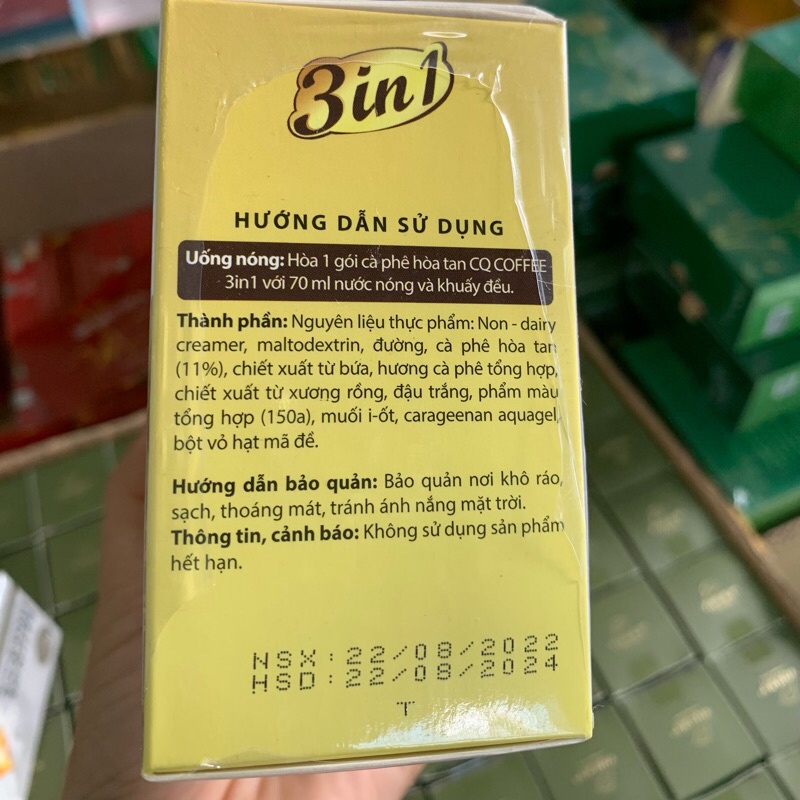 3in1
HƯỚNG DẪN SỬ DỤNG
Uống nóng: Hòa 1 gói cà phê hòa tan CQ COFFEE
3in1 với 70 ml nước nóng và khuấy đều.
Thành phần: Nguyên liệu thực phẩm: Non - dairy
creamer, maltodextrin, đường, cà phê hòa tan
(11%), chiết xuất từ bứa, hương cà phê tổng hợp,
chiết xuất từ xương rồng, đậu trắng, phẩm màu
tổng hợp (150a), muối i-ốt, carageenan aquagel,
bột vỏ hạt mã đề.
Hướng dẫn bảo quản: Bảo quản nơi khô ráo,
sạch, thoáng mát, tránh ánh nắng mặt trời.
Thông tin, cảnh báo: Không sử dụng sản phẩm
hết hạn.
NSX: 22/08/2022
HSD: 22/08/2024
T